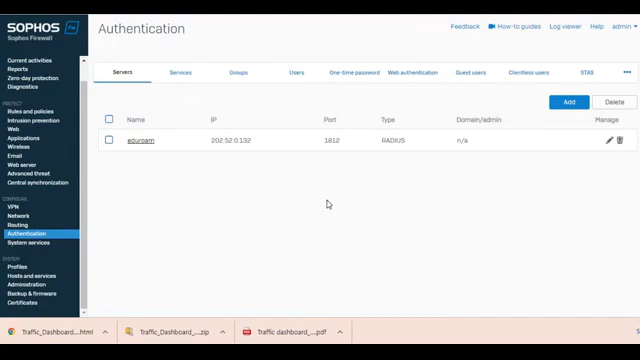 SOPHOS
Sophos Firewall
Authentication
Feedback
How-to guides
Log viewer
Help
admin
Current activities
Reports
Zero-day protection
Diagnostics
PROTECT
Rules and policies
Intrusion prevention
Web
Applications
Wireless
Email
Web server
Advanced threat
Central synchronization
CONFIGURE
VPN
Network
Routing
Authentication
System services
SYSTEM
Profiles
Hosts and services
Administration
Backup & firmware
Certificates
Servers
Services
Groups
Users
One-time password
Web authentication
Guest users
Clientless users
STAS
Add
Delete
Name IP Port Type Domain/admin Manage
eduroam 202.52.0.132 1812 RADIUS n/a
Traffic_Dashboard....html
Traffic_Dashboard_....zip
Traffic dashboard_....pdf